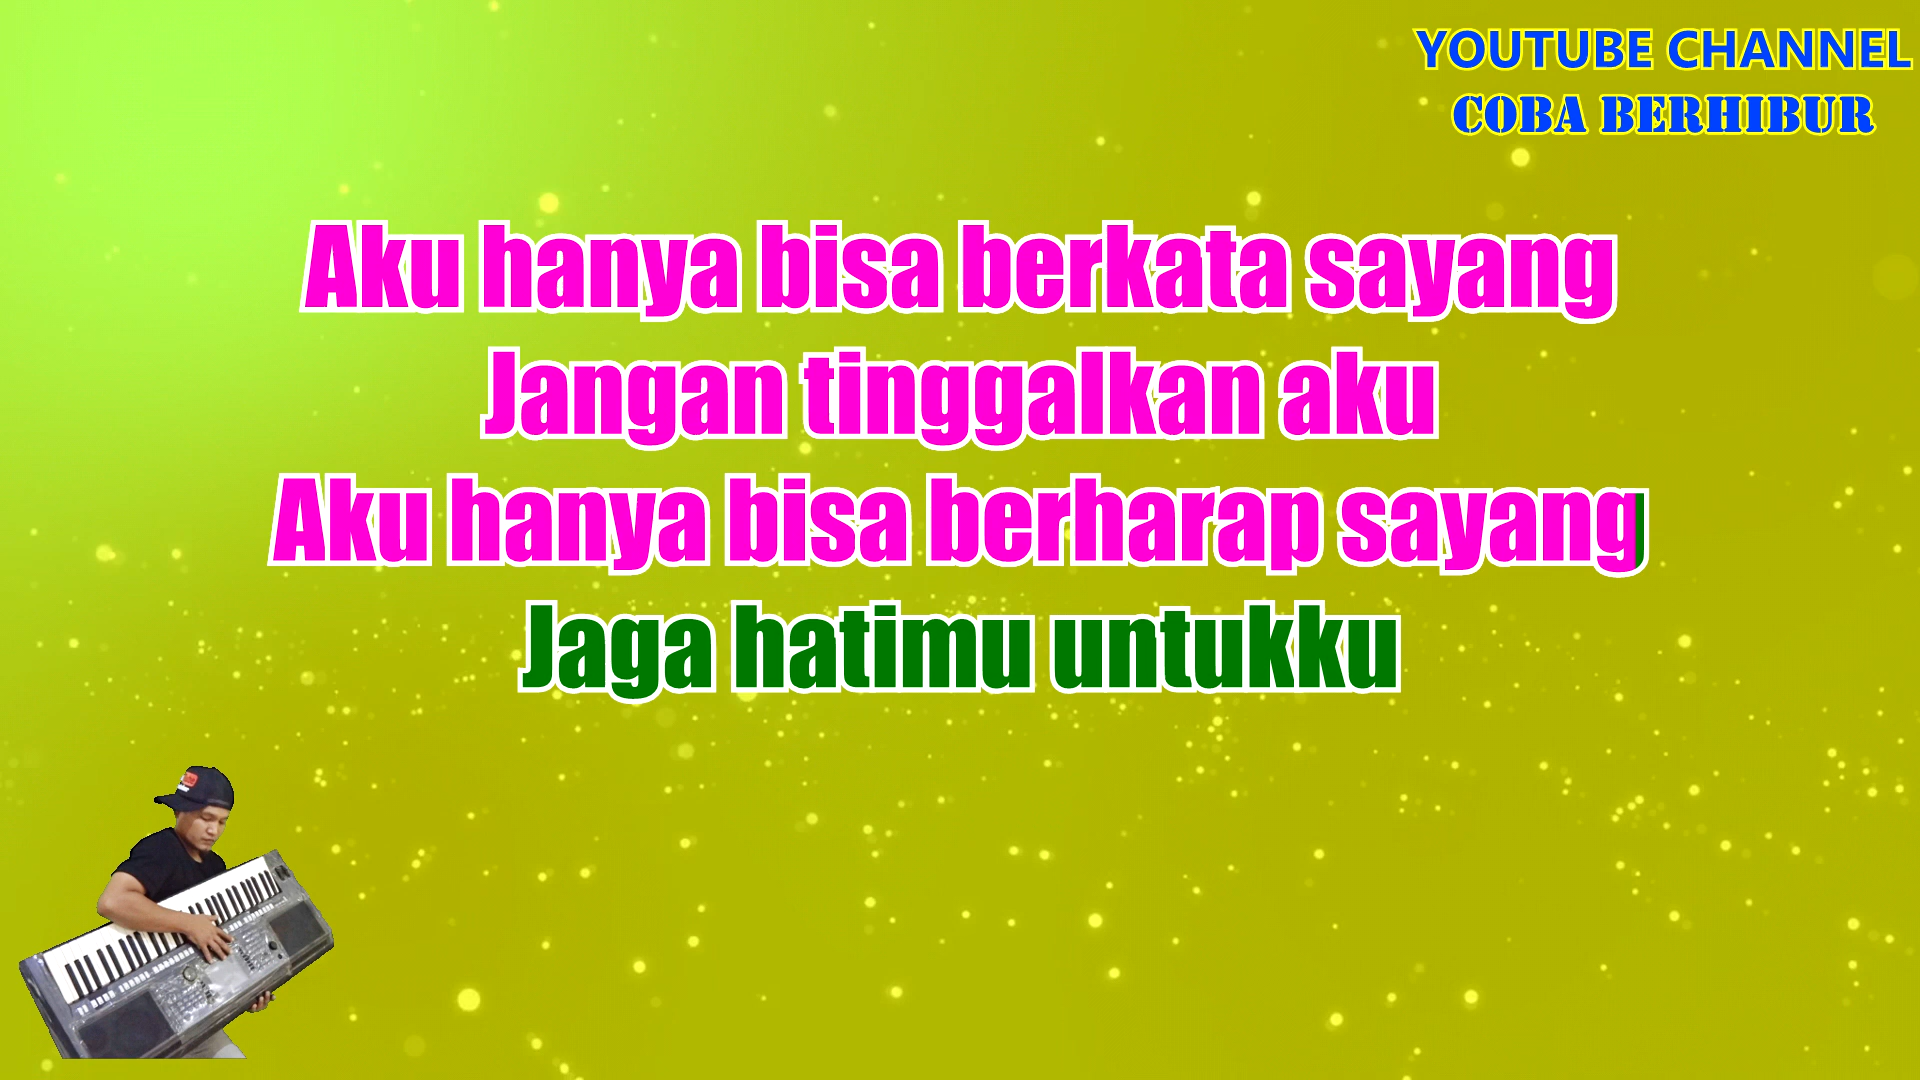 YOUTUBE CHANNEL
COBA BERHIBUR
Aku hanya bisa berkata sayang
Jangan tinggalkan aku
Aku hanya bisa berharap sayang
Jaga hatimu untukku